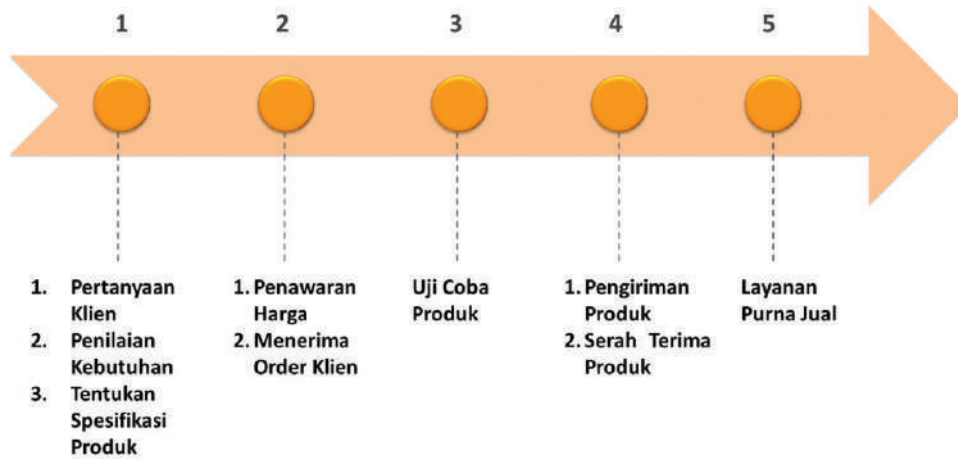 1 2 3 4 5
1. Pertanyaan
Klien
2. Penilaian
Kebutuhan
3. Tentukan
Spesifikasi
Produk
1. Penawaran
Harga
2. Menerima
Order Klien
Uji Coba
Produk
1. Pengiriman
Produk
2. Serah Terima
Produk
Layanan
Purna Jual